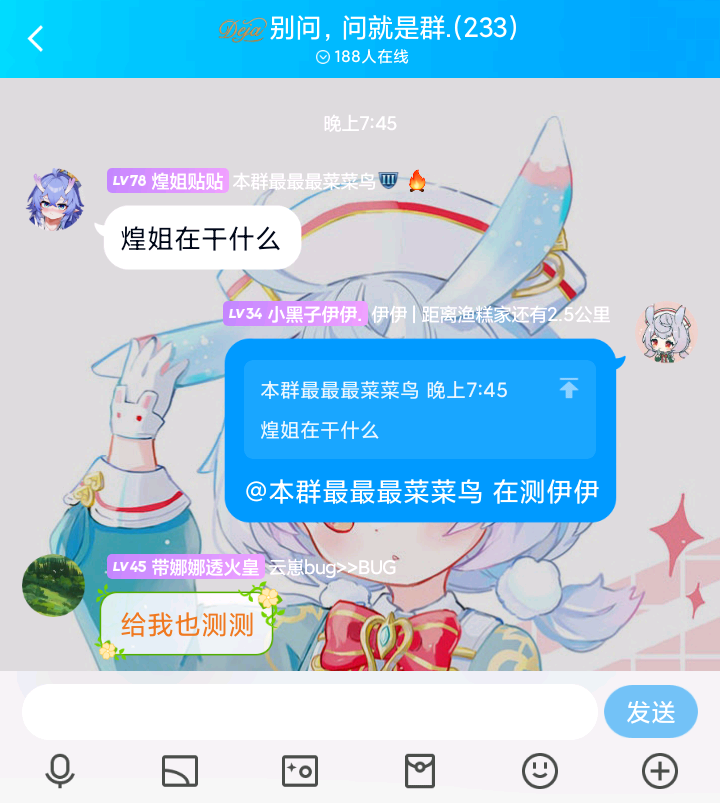 Deja 别问，问就是群.(233)
188人在线
晚上7:45
LV78 煌姐贴贴 本群最最最菜菜鸟
煌姐在干什么
LV34 小黑子伊伊. 伊伊 | 距离渔糕家还有2.5公里
本群最最最菜菜鸟 晚上7:45
煌姐在干什么
@本群最最最菜菜鸟 在测伊伊
LV45 带娜娜透火皇 云崽bug>>BUG
给我也测测
发送